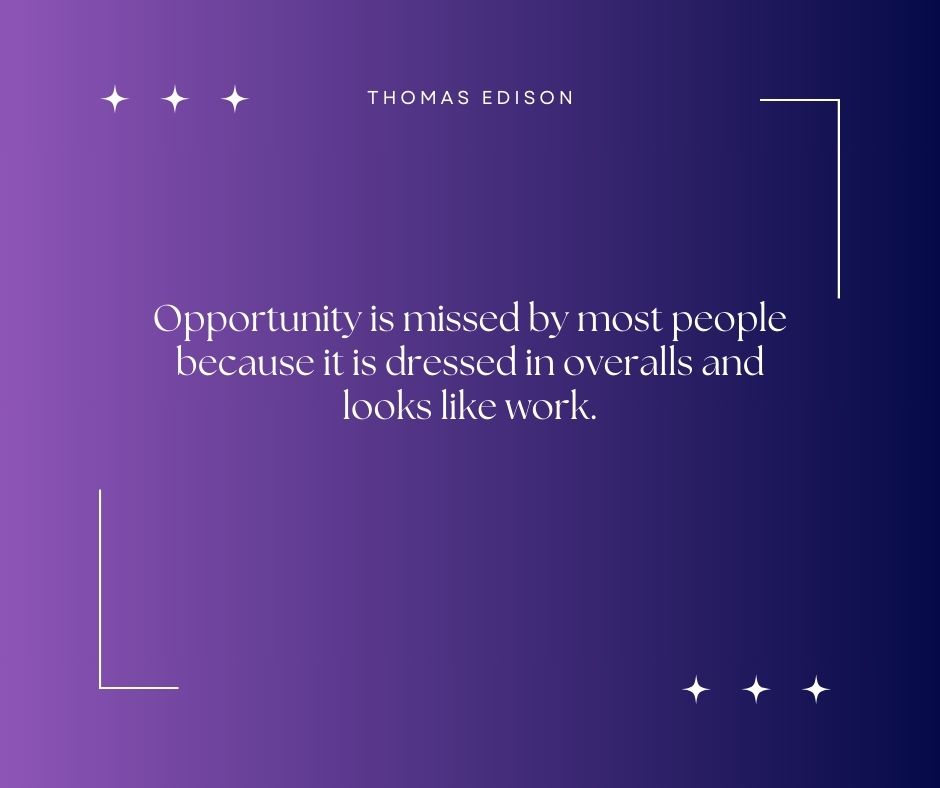 THOMAS EDISON
Opportunity is missed by most people
because it is dressed in overalls and
looks like work.